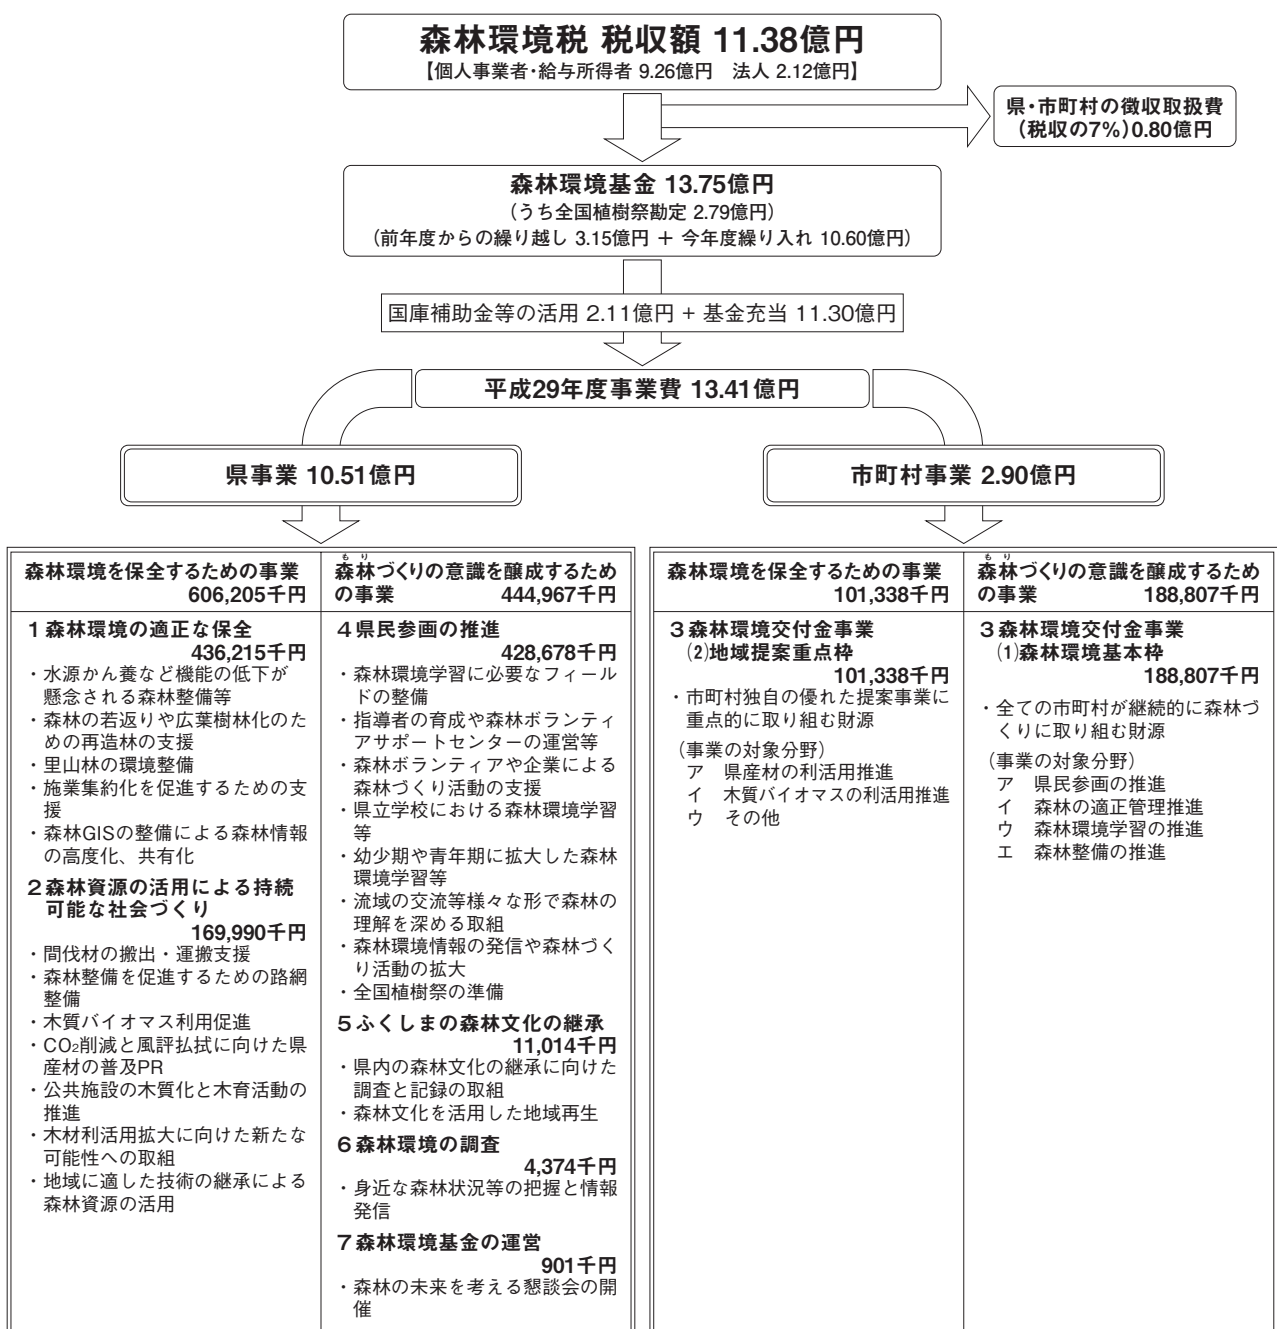 森林環境税 税収額 11.38億円
【個人事業者・給与所得者 9.26億円　法人 2.12億円】
県・市町村の徴収取扱費
（税収の7%）0.80億円
森林環境基金 13.75億円
（うち全国植樹祭勘定 2.79億円）
（前年度からの繰り越し 3.15億円 ＋ 今年度繰り入れ 10.60億円）
国庫補助金等の活用 2.11億円 + 基金充当 11.30億円
平成29年度事業費 13.41億円
県事業 10.51億円
市町村事業 2.90億円
森林環境を保全するための事業
606,205千円
1 森林環境の適正な保全
436,215千円
・水源かん養など機能の低下が
懸念される森林整備等
・森林の若返りや広葉樹林化のた
めの再造林の支援
・里山林の環境整備
・施業集約化を促進するための支
援
・森林GISの整備による森林情報
の高度化、共有化
2 森林資源の活用による持続
可能な社会づくり
169,990千円
・間伐材の搬出・運搬支援
・森林整備を促進するための路網
整備
・木質バイオマス利用促進
・CO₂削減と風評払拭に向けた県
産材の普及PR
・公共施設の木質化と木育活動の
推進
・木材利活用拡大に向けた新たな
可能性への取組
・地域に適した技術の継承による
森林資源の活用
もり
森林づくりの意識を醸成するため
の事業 444,967千円
4 県民参画の推進
428,678千円
・森林環境学習に必要なフィール
ドの整備
・指導者の育成や森林ボランティ
アサポートセンターの運営等
・森林ボランティアや企業による
森林づくり活動の支援
・県立学校における森林環境学習
等
・幼少期や青年期に拡大した森林
環境学習等
・流域の交流等様々な形で森林の
理解を深める取組
・森林環境情報の発信や森林づく
り活動の拡大
・全国植樹祭の準備
5 ふくしまの森林文化の継承
11,014千円
・県内の森林文化の継承に向けた
調査と記録の取組
・森林文化を活用した地域再生
6 森林環境の調査
4,374千円
・身近な森林状況等の把握と情報
発信
7 森林環境基金の運営
901千円
・森林の未来を考える懇談会の開
催
森林環境を保全するための事業
101,338千円
3 森林環境交付金事業
(2)地域提案重点枠
101,338千円
・市町村独自の優れた提案事業に
重点的に取り組む財源
（事業の対象分野）
ア　県産材の利活用推進
イ　木質バイオマスの利活用推進
ウ　その他
もり
森林づくりの意識を醸成するため
の事業 188,807千円
3 森林環境交付金事業
(1)森林環境基本枠
188,807千円
・全ての市町村が継続的に森林づ
くりに取り組む財源
（事業の対象分野）
ア　県民参画の推進
イ　森林の適正管理推進
ウ　森林環境学習の推進
エ　森林整備の推進